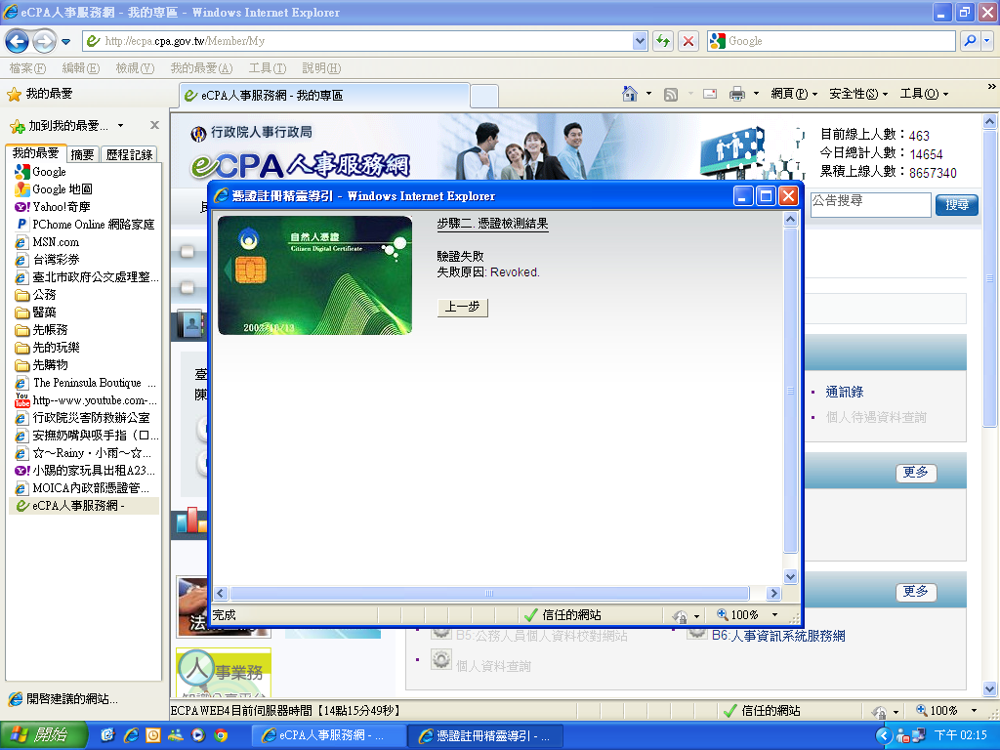 eCPA人事服務網 - 我的專區 - Windows Internet Explorer
http://ecpa.cpa.gov.tw/Member/My
Google
檔案(F) 編輯(E) 檢視(V) 我的最愛(A) 工具(T) 說明(H)
我的最愛
eCPA人事服務網 - 我的專區
網頁(P) 安全性(S) 工具(O)
加到我的最愛...
我的最愛 摘要 歷程記錄
Google
Google 地圖
Yahoo!奇摩
PChome Online 網路家庭
MSN.com
台灣彩券
臺北市政府公文處理整...
公務
醫藥
先帳務
先的玩樂
先購物
The Peninsula Boutique ...
http--www.youtube.com-...
行政院災害防救辦公室
安撫奶嘴與吸手指（口...
☆～Rainy‧小雨～☆...
小踢的家玩具出租A23...
MOICA內政部憑證管...
eCPA人事服務網 -
開啓建議的網站...
行政院人事行政局
eCPA人事服務網
目前線上人數：463
今日總計人數：14654
累積上線人數：8657340
公告搜尋
搜尋
憑證註冊精靈導引 - Windows Internet Explorer
自然人憑證
Citizen Digital Certificate
2003/10/13
步驟二. 憑證檢測結果
驗證失敗
失敗原因: Revoked.
上一步
完成
信任的網站
100%
臺
陳
通訊錄
個人待遇資料查詢
更多
更多
法
B5:公務人員個人資料校對網站
B6:人事資訊系統服務網
個人資料查詢
人事業務
ECPAWEB4目前伺服器時間【14點15分49秒】
信任的網站
100%
開始
eCPA人事服務網 - ...
憑證註冊精靈導引 - ...
下午 02:15